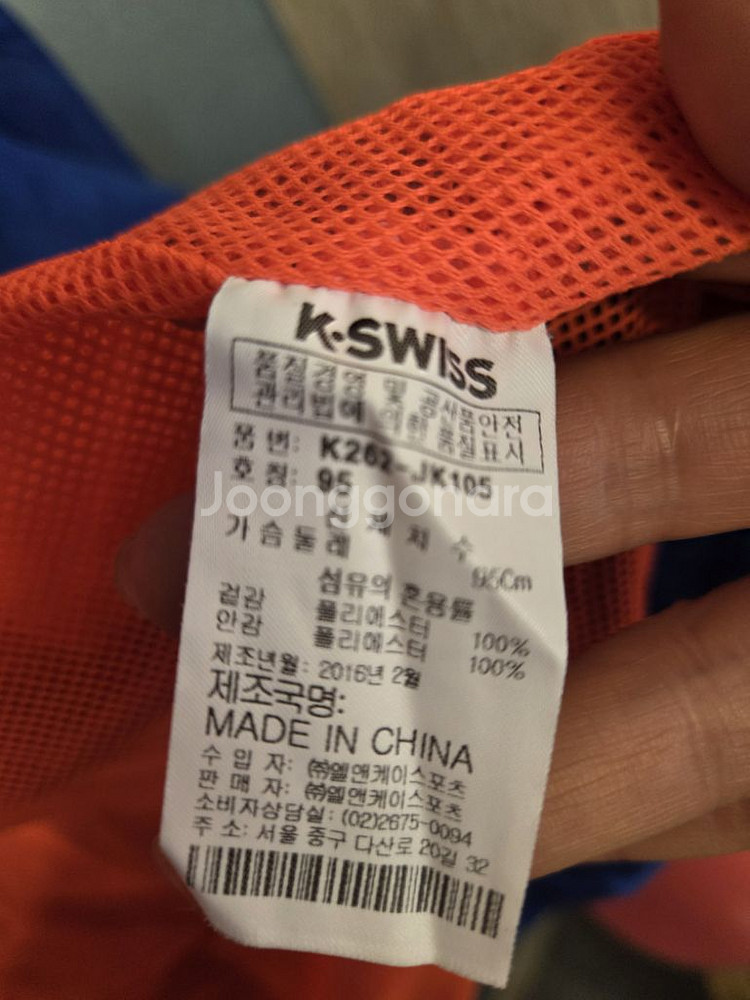 K·SWISS
품질경영 및 공산품안전
관리법에 의한 품질표시
품 번: K262-JK105
호 칭: 95
Joonggonara
신 체 치 수
가슴둘레 95Cm
섬유의 혼용률
겉감 폴리에스터 100%
안감 폴리에스터 100%
제조년월: 2016년 2월
제조국명:
MADE IN CHINA
수 입 자: ㈜엘앤케이스포츠
판 매 자: ㈜엘앤케이스포츠
소비자상담실: (02)2675-0094
주 소: 서울 중구 다산로 20길 32